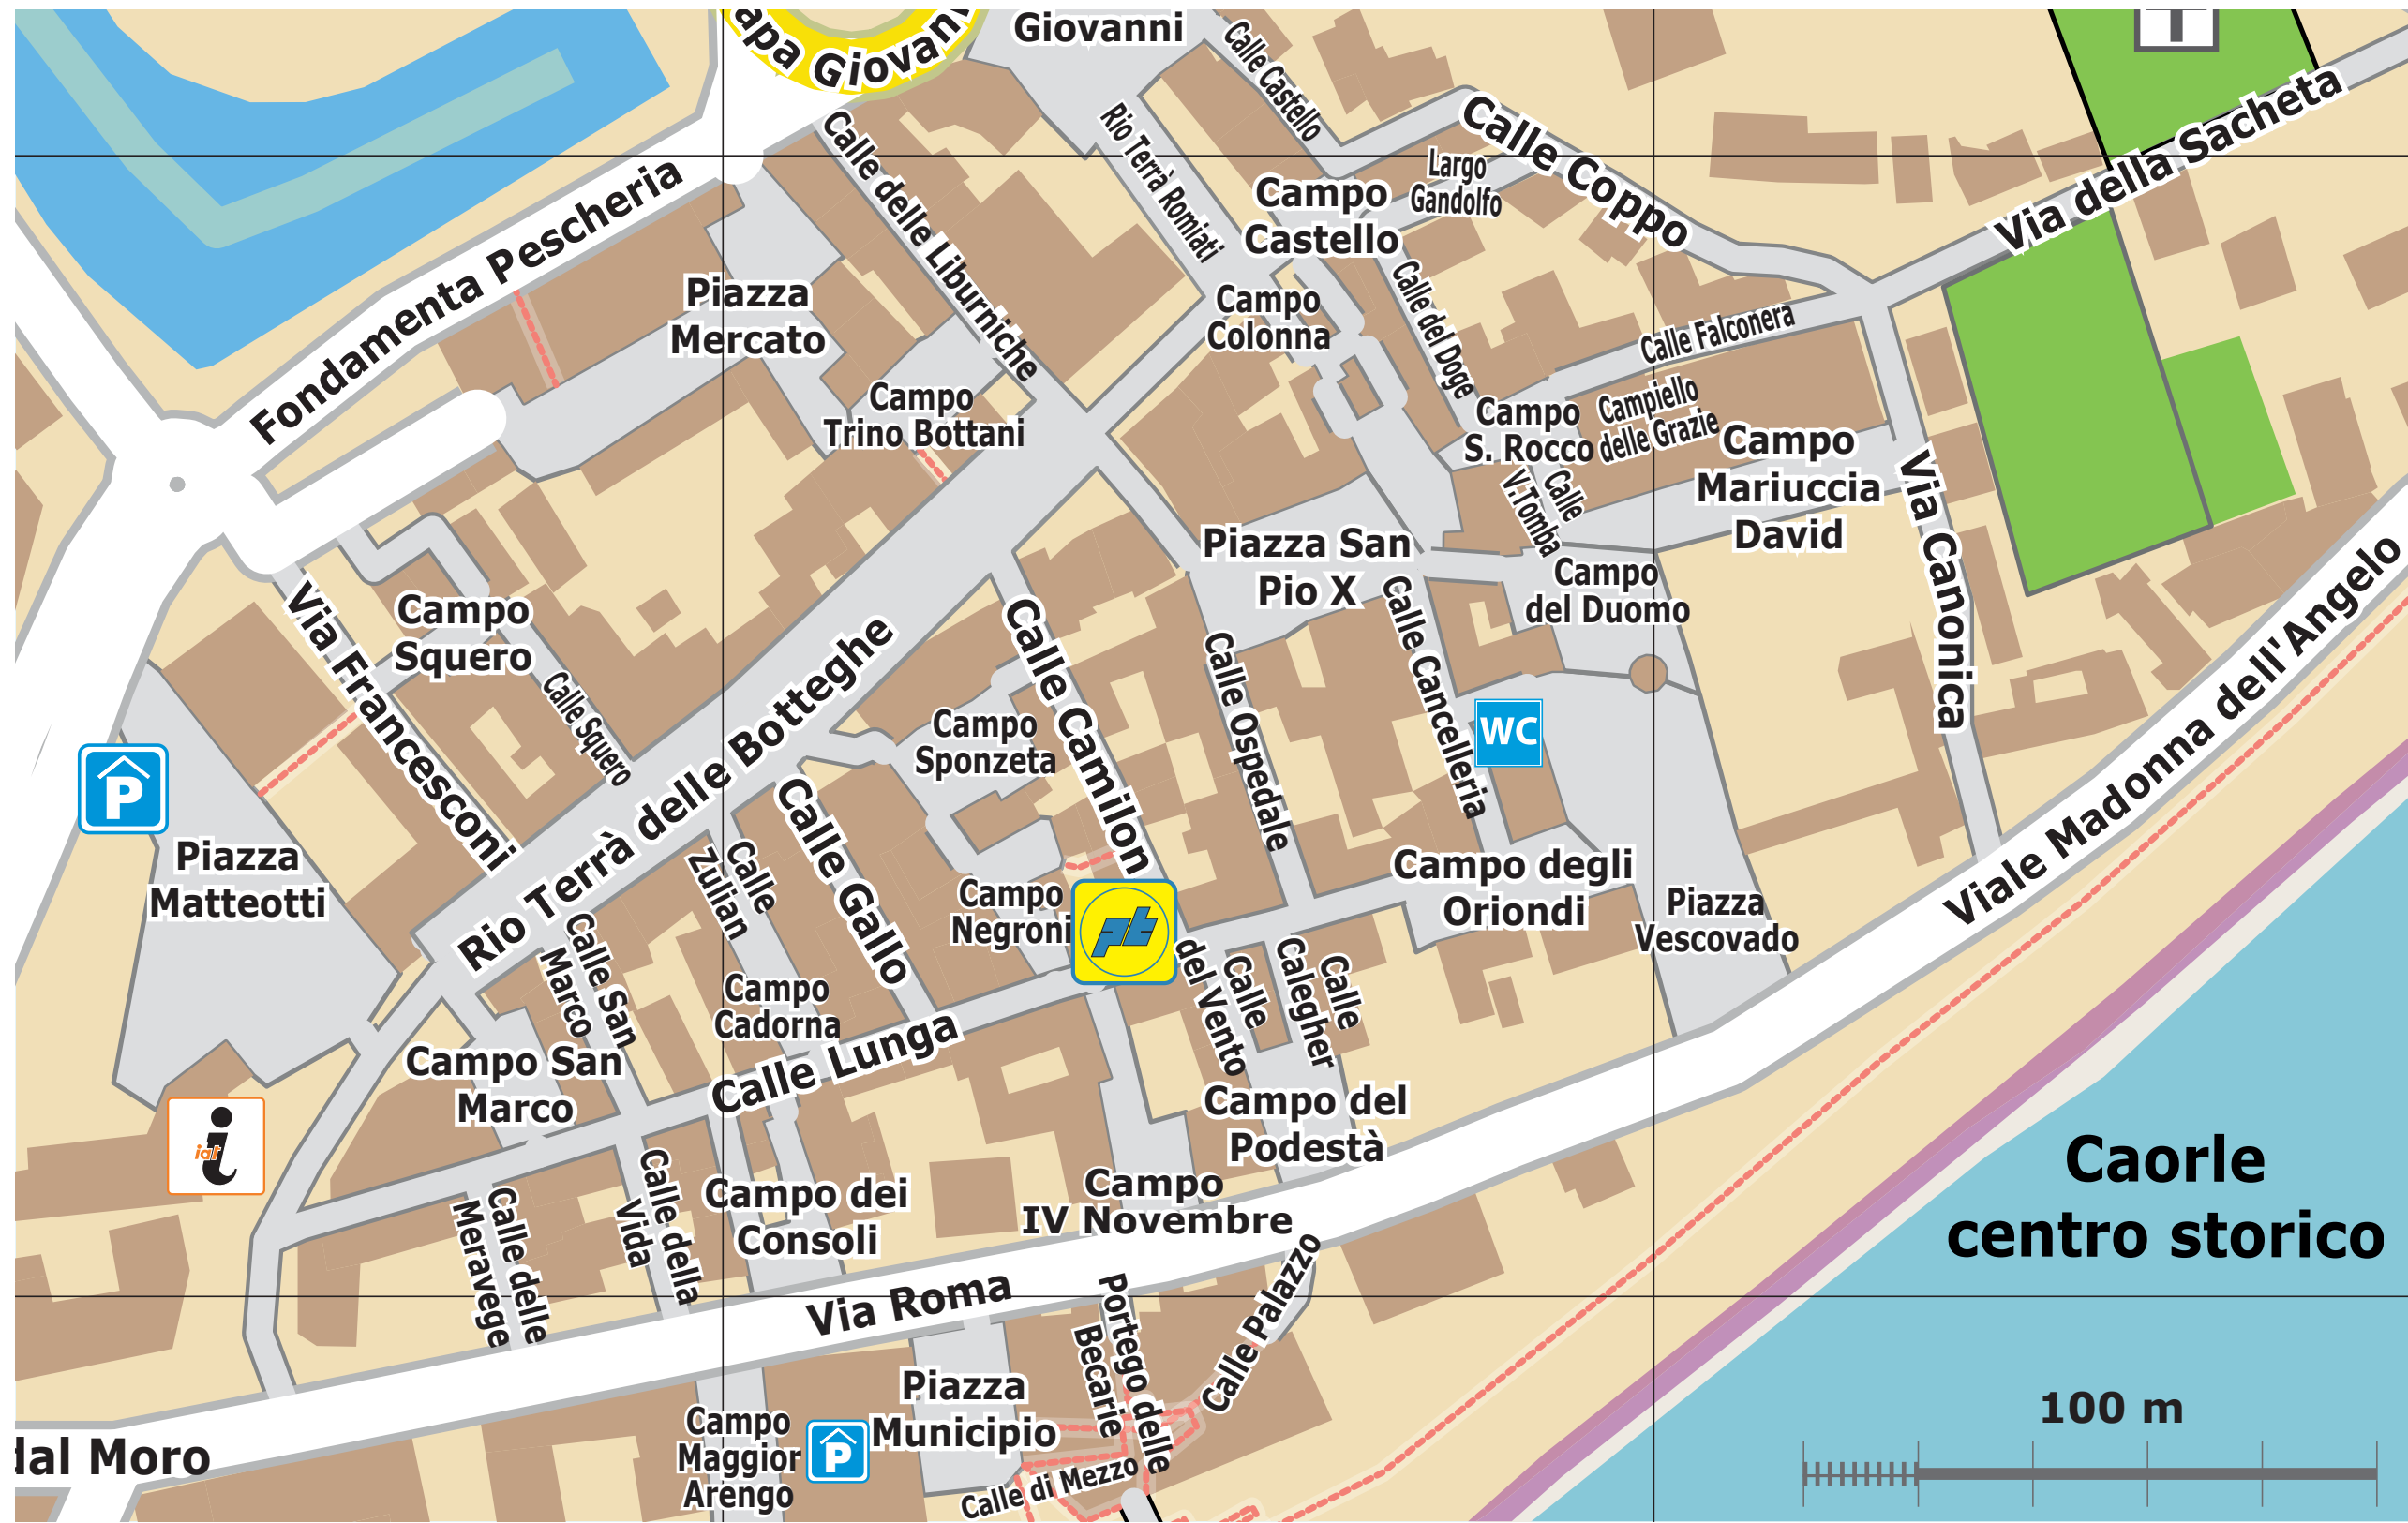 apa Giovann
Giovanni
Calle Castello
Calle Coppo
Via della Sacheta
Rio Terrà Romiati
Largo
Gandolfo
Campo
Castello
Calle delle Liburniche
Fondamenta Pescheria
Piazza
Mercato
Campo
Colonna
Calle del Doge
Calle Falconera
Campo
Trino Bottani
Campo
S. Rocco
Campiello
delle Grazie
Campo
Mariuccia
David
Calle
V.Tomba
Via Canonica
Piazza San
Pio X
Campo
del Duomo
Viale Madonna dell'Angelo
Via Francesconi
Campo
Squero
Calle Squero
Rio Terrá delle Botteghe
Calle Camilon
Calle Ospedale
Calle Cancelleria
WC
Campo
Sponzeta
P
Piazza
Matteotti
Calle
Zulian
Calle Gallo
Campo
Negroni
pt
Campo degli
Oriondi
Piazza
Vescovado
Calle San
Marco
Campo
Cadorna
Calle
del Vento
Calle
Calegher
Campo San
Marco
Calle Lunga
Campo del
Podestà
i
iat
Caorle
centro storico
Calle delle
Meravege
Calle della
Vida
Campo dei
Consoli
Campo
IV Novembre
Via Roma
Portego delle
Becarie
Calle Palazzo
Piazza
Municipio
Campo
Maggior
Arengo
P
Calle di Mezzo
dal Moro
100 m